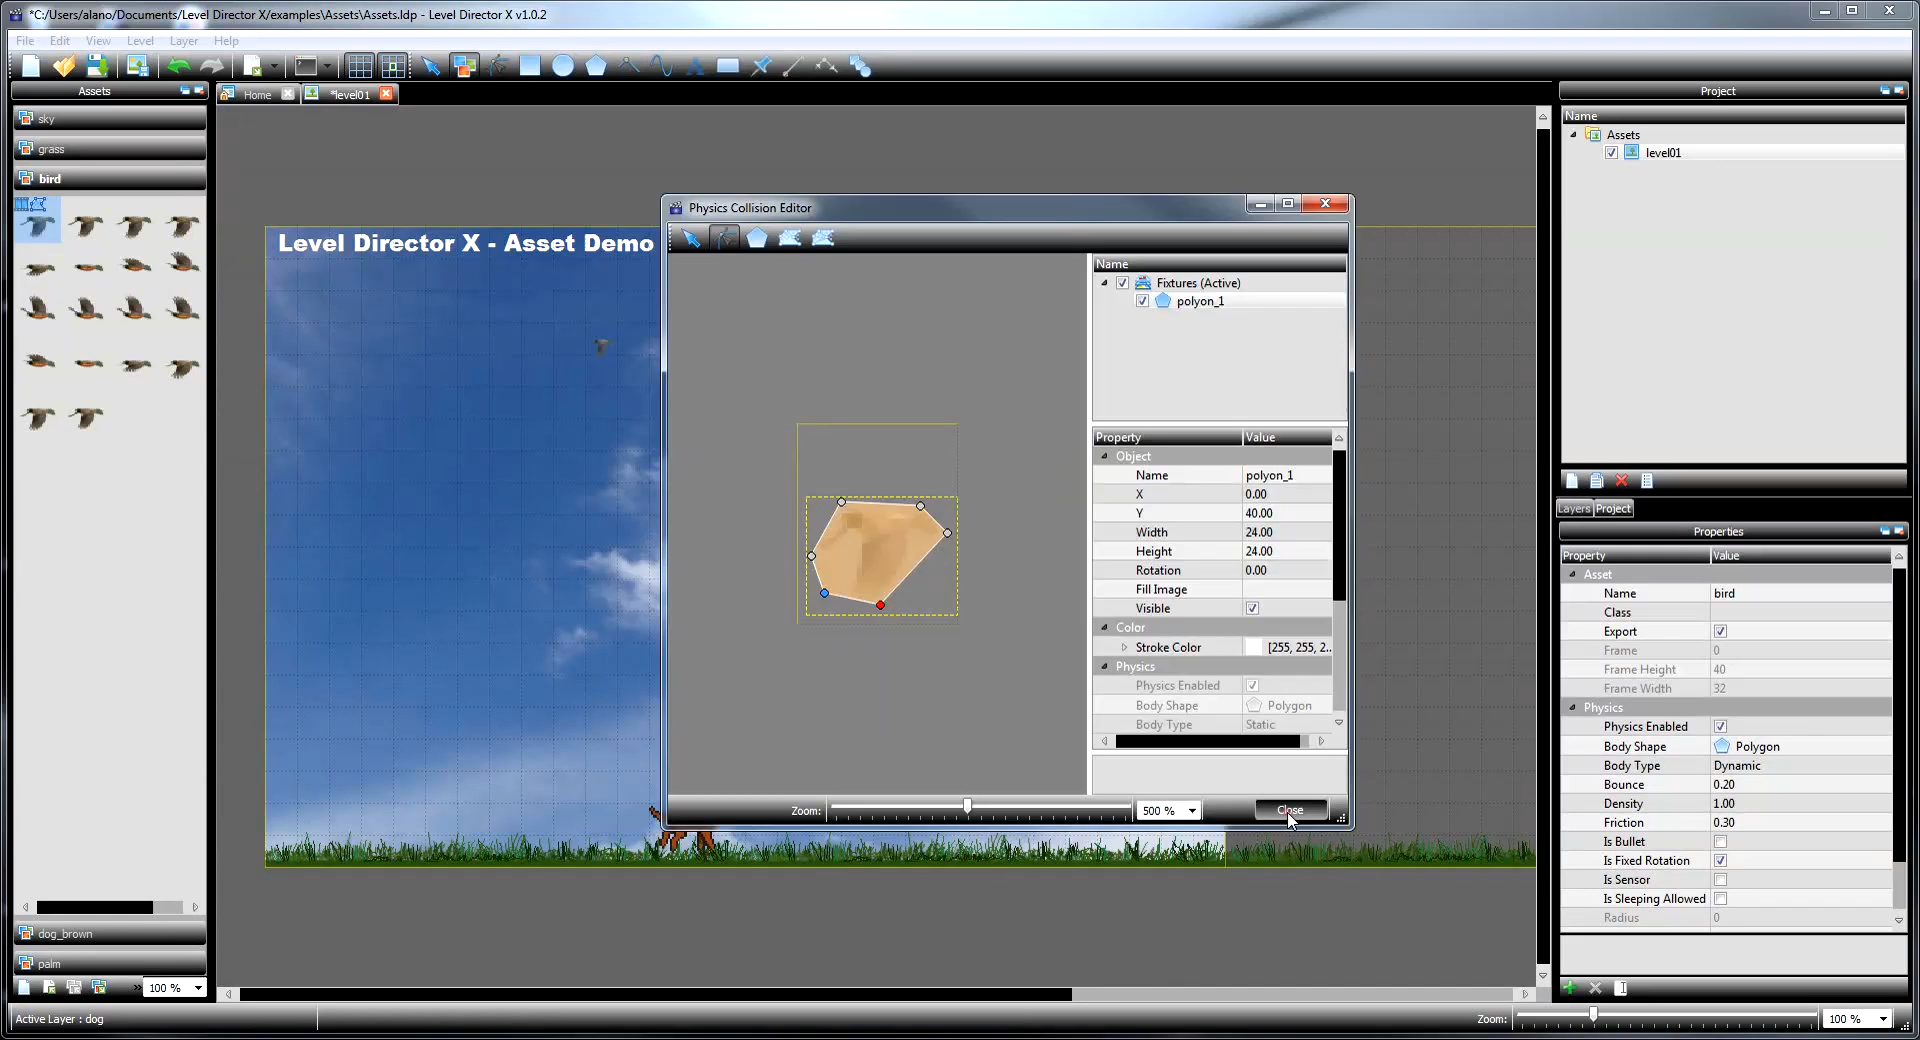 *C:/Users/alano/Documents/Level Director X/examples\Assets\Assets.ldp - Level Director X v1.0.2
File Edit View Level Layer Help
Assets
sky
grass
bird
dog_brown
palm
» 100 %
Active Layer : dog
Home *level01
Level Director X - Asset Demo
Physics Collision Editor
Name
Fixtures (Active)
polyon_1
Property Value
Object
Name polyon_1
X 0.00
Y 40.00
Width 24.00
Height 24.00
Rotation 0.00
Fill Image
Visible
Color
Stroke Color [255, 255, 2..
Physics
Physics Enabled
Body Shape Polygon
Body Type Static
Zoom: 500 % Close
Project
Name
Assets
level01
Layers Project
Properties
Property Value
Asset
Name bird
Class
Export
Frame 0
Frame Height 40
Frame Width 32
Physics
Physics Enabled
Body Shape Polygon
Body Type Dynamic
Bounce 0.20
Density 1.00
Friction 0.30
Is Bullet
Is Fixed Rotation
Is Sensor
Is Sleeping Allowed
Radius 0
Zoom: 100 %